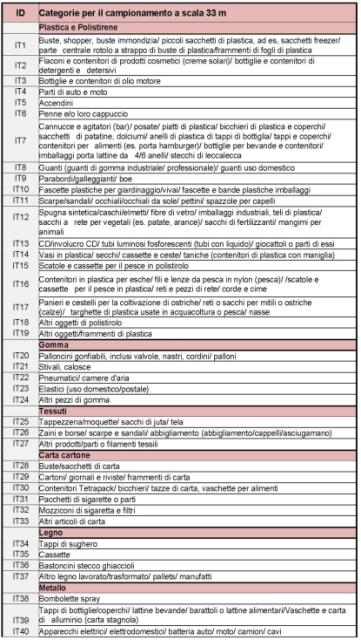 ID Categorie per il campionamento a scala 33 m
Plastica e Polistirene
IT1 Buste, shopper, buste immondizia/ piccoli sacchetti di plastica, ad es, sacchetti freezer/
parte centrale rotolo a strappo di buste di plastica/frammenti di fogli di plastica
IT2 Flaconi e contenitori di prodotti cosmetici (creme solari)/ bottiglie e contenitori di
detergenti e detersivi
IT3 Bottiglie e contenitori di olio motore
IT4 Parti di auto e moto
IT5 Accendini
IT6 Penne e/o loro cappuccio
IT7 Cannucce e agitatori (bar)/ posate/ piatti di plastica/ bicchieri di plastica e coperchi/
sacchetti di patatine, dolciumi/ anelli di plastica di tappi di bottiglia/ tappi e coperchi/
contenitori per alimenti (es. porta hamburger)/ bottiglie per bevande e contenitori/
imballaggi porta lattine da 4/6 anelli/ stecchi di leccalecca
IT8 Guanti (guanti di gomma industriale/ professionale)/ guanti uso domestico
IT9 Parabordi/galleggianti/ boe
IT10 Fascette plastiche per giardinaggio/vivai/ fascette e bande plastiche imballaggi
IT11 Scarpe/sandali/ occhiali/occhiali da sole/ pettini/ spazzole per capelli
IT12 Spugna sintetica/caschi/elmetti/ fibre di vetro/ imballaggi industriali, teli di plastica/
sacchi a rete per vegetali (es. patate, arance)/ sacchi di fertilizzanti/ mangimi per
animali
IT13 CD/involucro CD/ tubi luminosi fosforescenti (tubi con liquido)/ giocattoli o parti di essi
IT14 Vasi in plastica/ secchi/ cassette e ceste/ taniche (contenitori di plastica con maniglia)
IT15 Scatole e cassette per il pesce in polistirolo
IT16 Contenitori in plastica per esche/ fili e lenze da pesca in nylon (pesca) /scatole e
cassette per il pesce in plastica/ reti e pezzi di rete/ corde e cime
IT17 Panieri e cestelli per la coltivazione di ostriche/ reti o sacchi per mitili o ostriche
(calze)/ targhette di plastica usate in acquacoltura o pesca/ nasse
IT18 Altri oggetti di polistirolo
IT19 Altri oggetti/frammenti di plastica
Gomma
IT20 Palloncini gonfiabili, inclusi valvole, nastri, cordini/ palloni
IT21 Stivali, calosce
IT22 Pneumatici/ camere d'aria
IT23 Elastici (uso domestico/postale)
IT24 Altri pezzi di gomma
Tessuti
IT25 Tappezzeria/moquette/ sacchi di juta/ tela
IT26 Zaini e borse/ scarpe e sandali/ abbigliamento (abbigliamento/cappelli/asciugamano)
IT27 Altri prodotti/parti o filamenti tessili
Carta cartone
IT28 Buste/sacchetti di carta
IT29 Cartoni/ giornali e riviste/ frammenti di carta
IT30 Contenitori Tetrapack/ bicchieri/ tazze di carta, vaschette per alimenti
IT31 Pacchetti di sigarette o parti
IT32 Mozziconi di sigaretta e filtri
IT33 Altri articoli di carta
Legno
IT34 Tappi di sughero
IT35 Cassette
IT36 Bastoncini stecco ghiaccioli
IT37 Altro legno lavorato/trasformato/ pallets/ manufatti
Metallo
IT38 Bombolette spray
IT39 Tappi di bottiglie/coperchi/ lattine bevande/ barattoli o lattine alimentari/Vaschette e carta
di alluminio (carta stagnola)
IT40 Apparecchi elettrici/ elettrodomestici/ batteria auto/ moto/ camion/ cavi